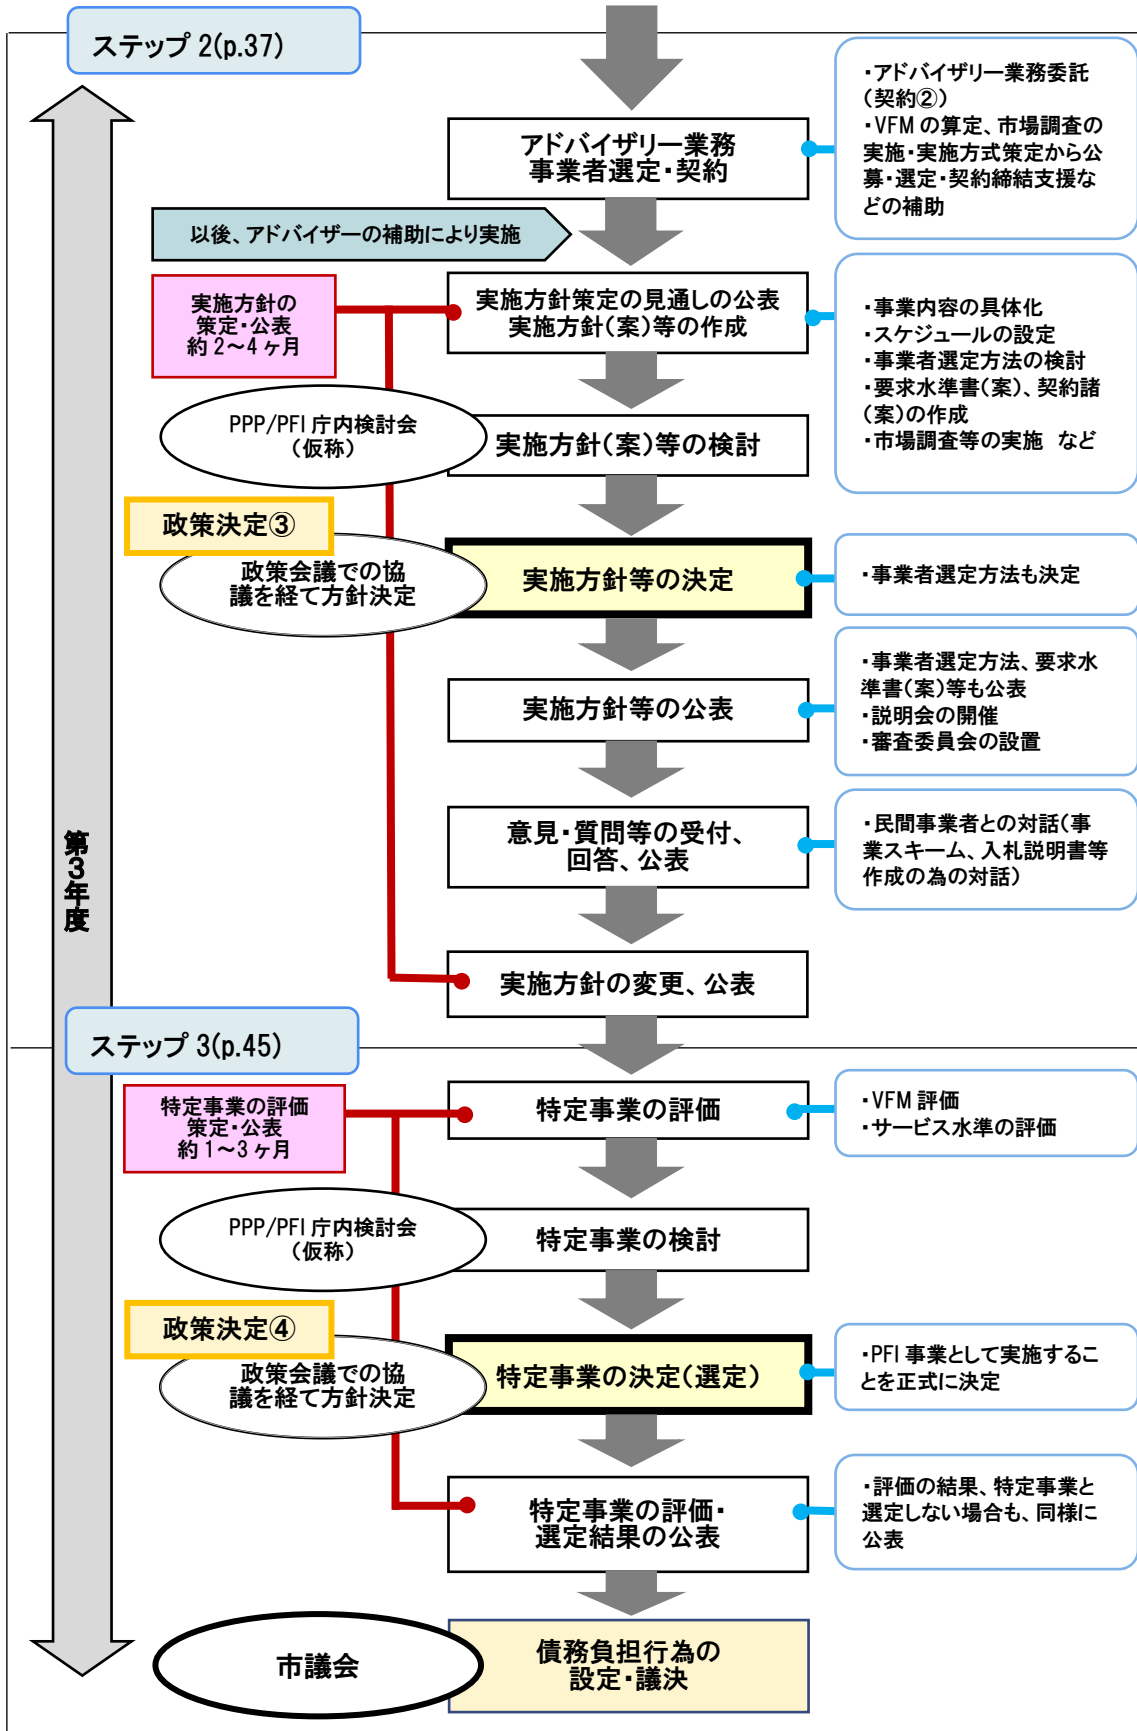 ステップ 2(p.37)
アドバイザリー業務
事業者選定・契約
・アドバイザリー業務委託
(契約②)
・VFM の算定、市場調査の
実施・実施方式策定から公
募・選定・契約締結支援な
どの補助
以後、アドバイザーの補助により実施
実施方針の
策定・公表
約 2～4 ヶ月
実施方針策定の見通しの公表
実施方針(案)等の作成
・事業内容の具体化
・スケジュールの設定
・事業者選定方法の検討
・要求水準書(案)、契約諸
(案)の作成
・市場調査等の実施 など
PPP/PFI 庁内検討会
(仮称)
実施方針(案)等の検討
政策決定③
政策会議での協
議を経て方針決定
実施方針等の決定
・事業者選定方法も決定
実施方針等の公表
・事業者選定方法、要求水
準書(案)等も公表
・説明会の開催
・審査委員会の設置
第3年度
意見・質問等の受付、
回答、公表
・民間事業者との対話(事
業スキーム、入札説明書等
作成の為の対話)
実施方針の変更、公表
ステップ 3(p.45)
特定事業の評価
策定・公表
約 1～3 ヶ月
特定事業の評価
・VFM 評価
・サービス水準の評価
PPP/PFI 庁内検討会
(仮称)
特定事業の検討
政策決定④
政策会議での協
議を経て方針決定
特定事業の決定(選定)
・PFI 事業として実施するこ
とを正式に決定
特定事業の評価・
選定結果の公表
・評価の結果、特定事業と
選定しない場合も、同様に
公表
市議会
債務負担行為の
設定・議決